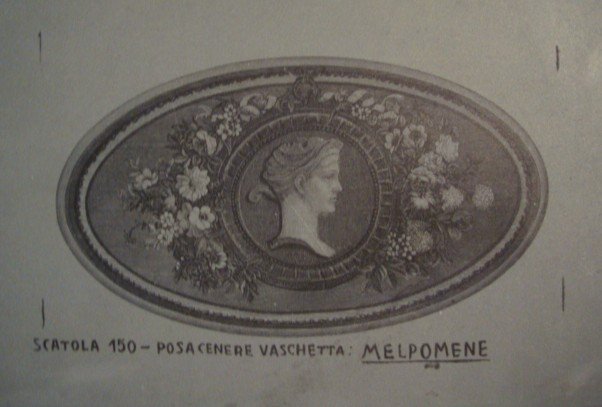 SCATOLA 150 - POSACENERE VASCHETTA: MELPOMENE